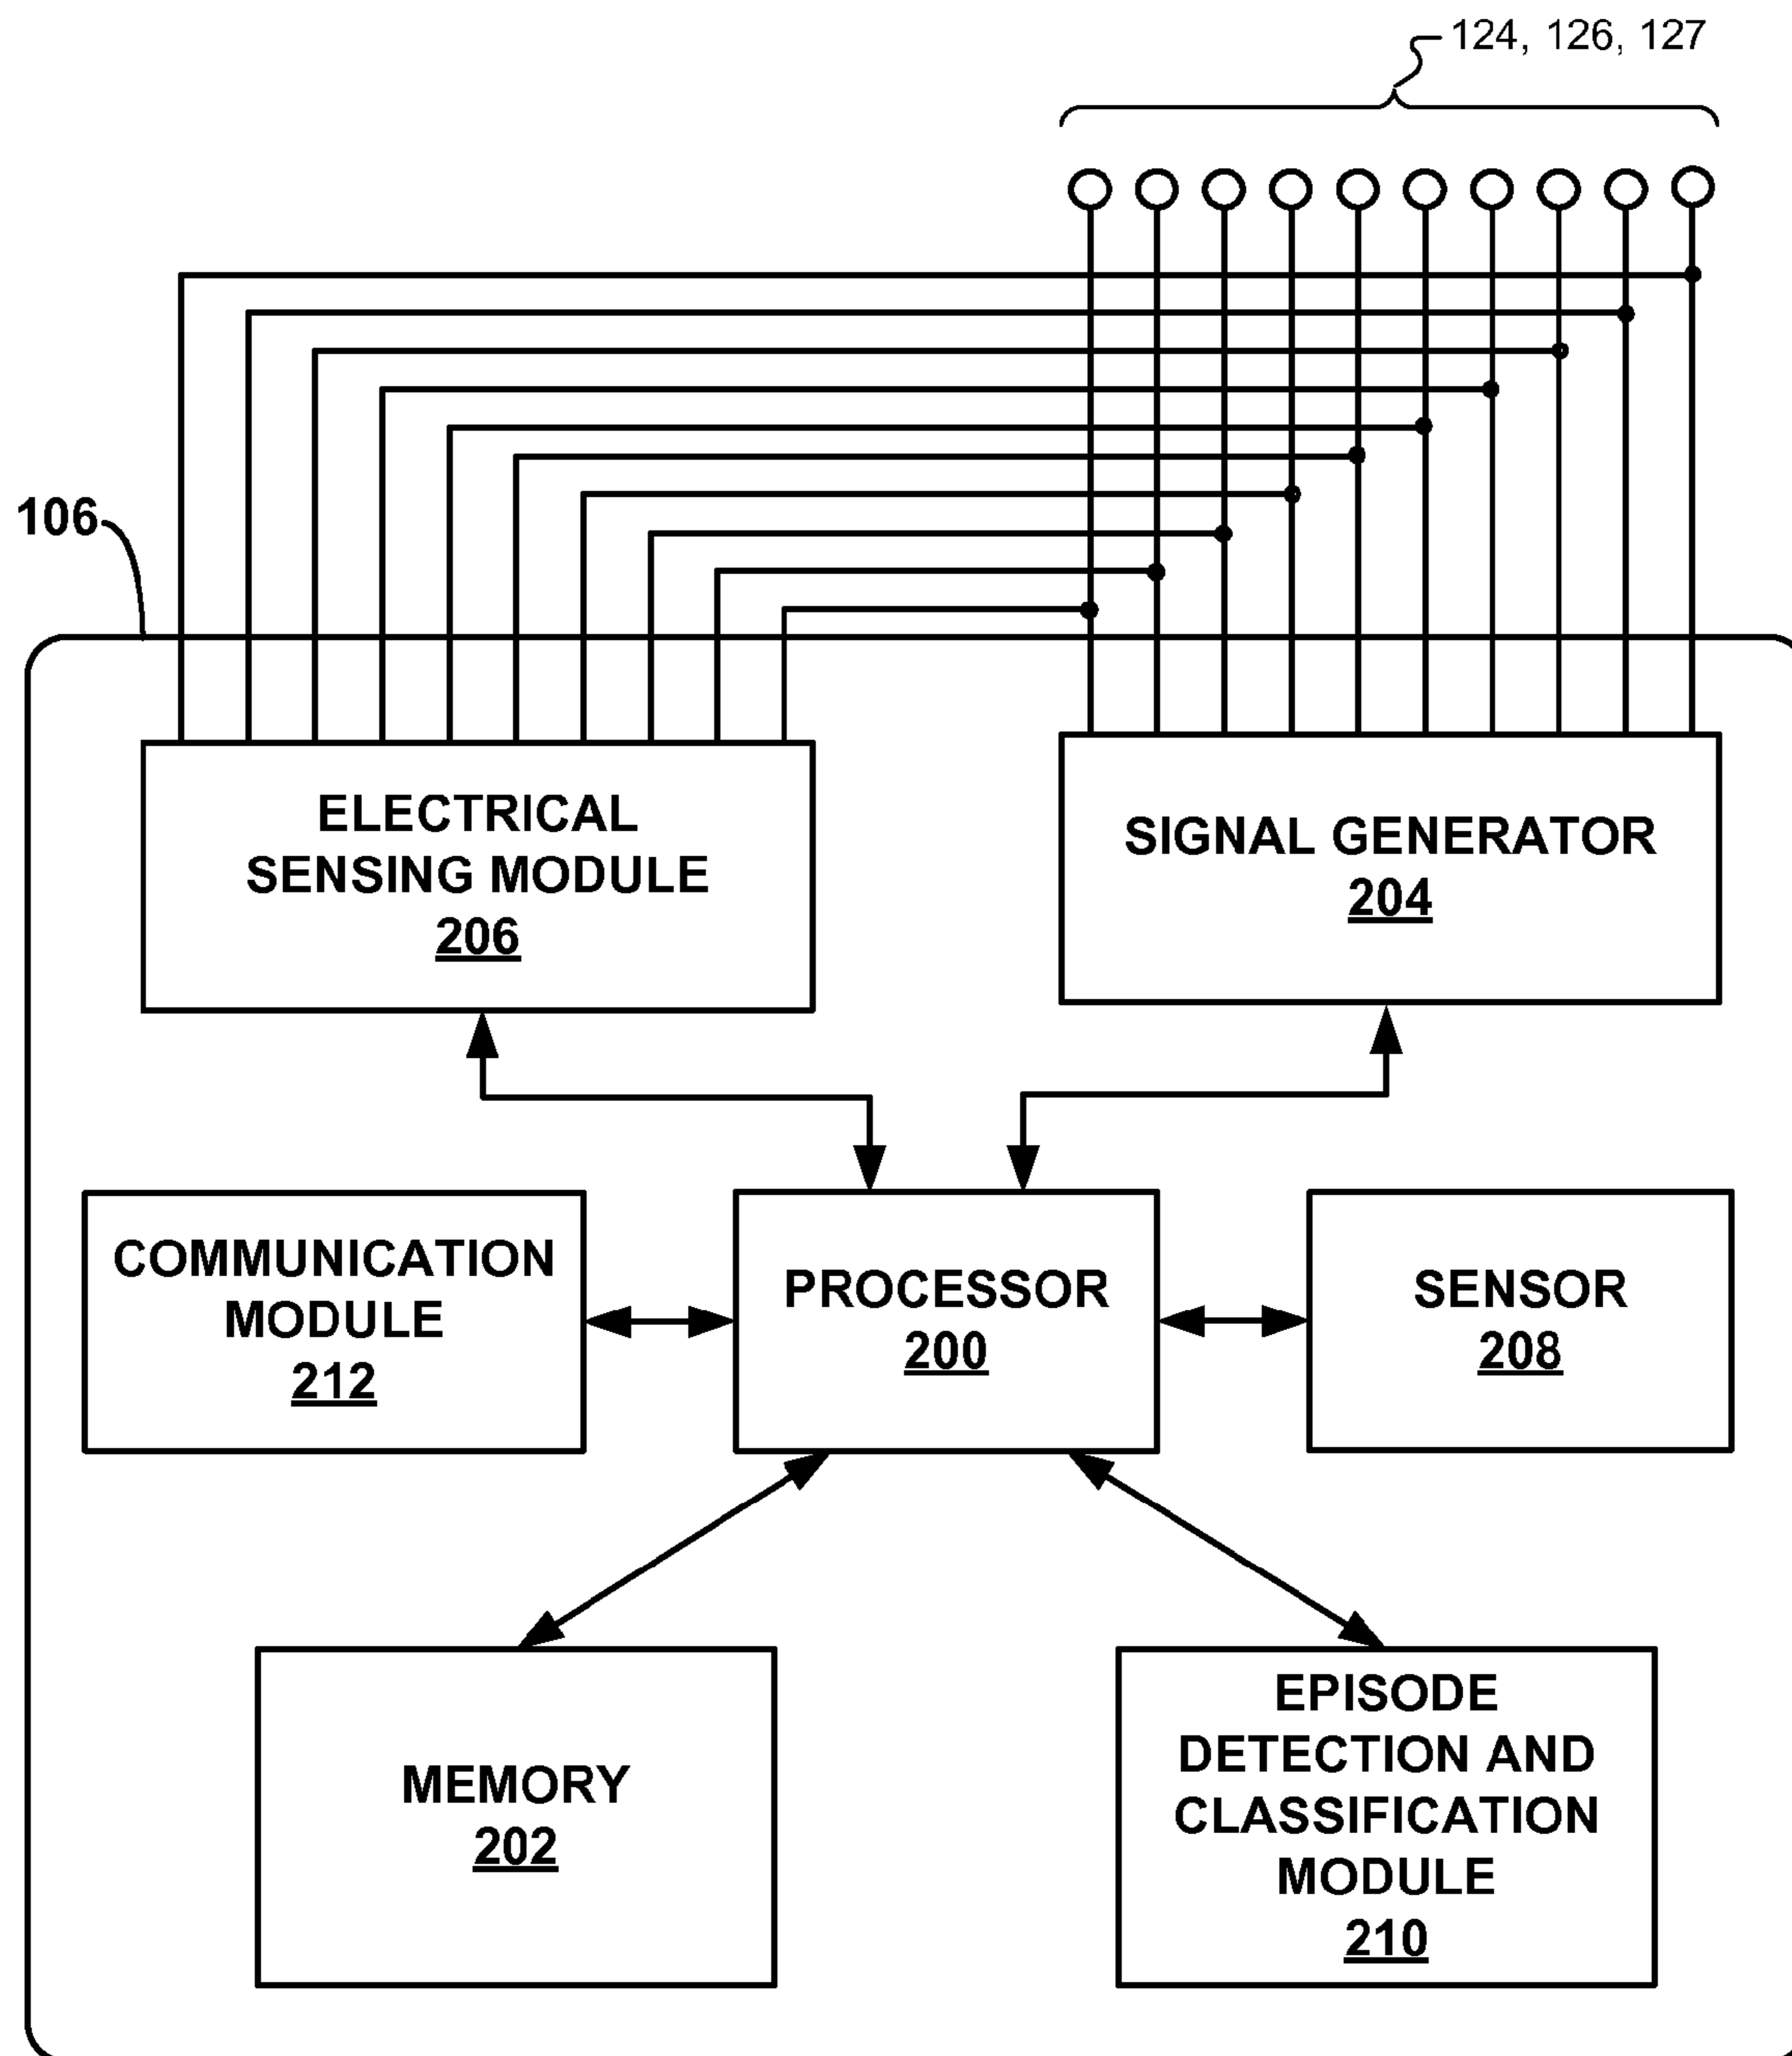 124, 126, 127
106
ELECTRICAL
SENSING MODULE
206
SIGNAL GENERATOR
204
COMMUNICATION
MODULE
212
PROCESSOR
200
SENSOR
208
MEMORY
202
EPISODE
DETECTION AND
CLASSIFICATION
MODULE
210